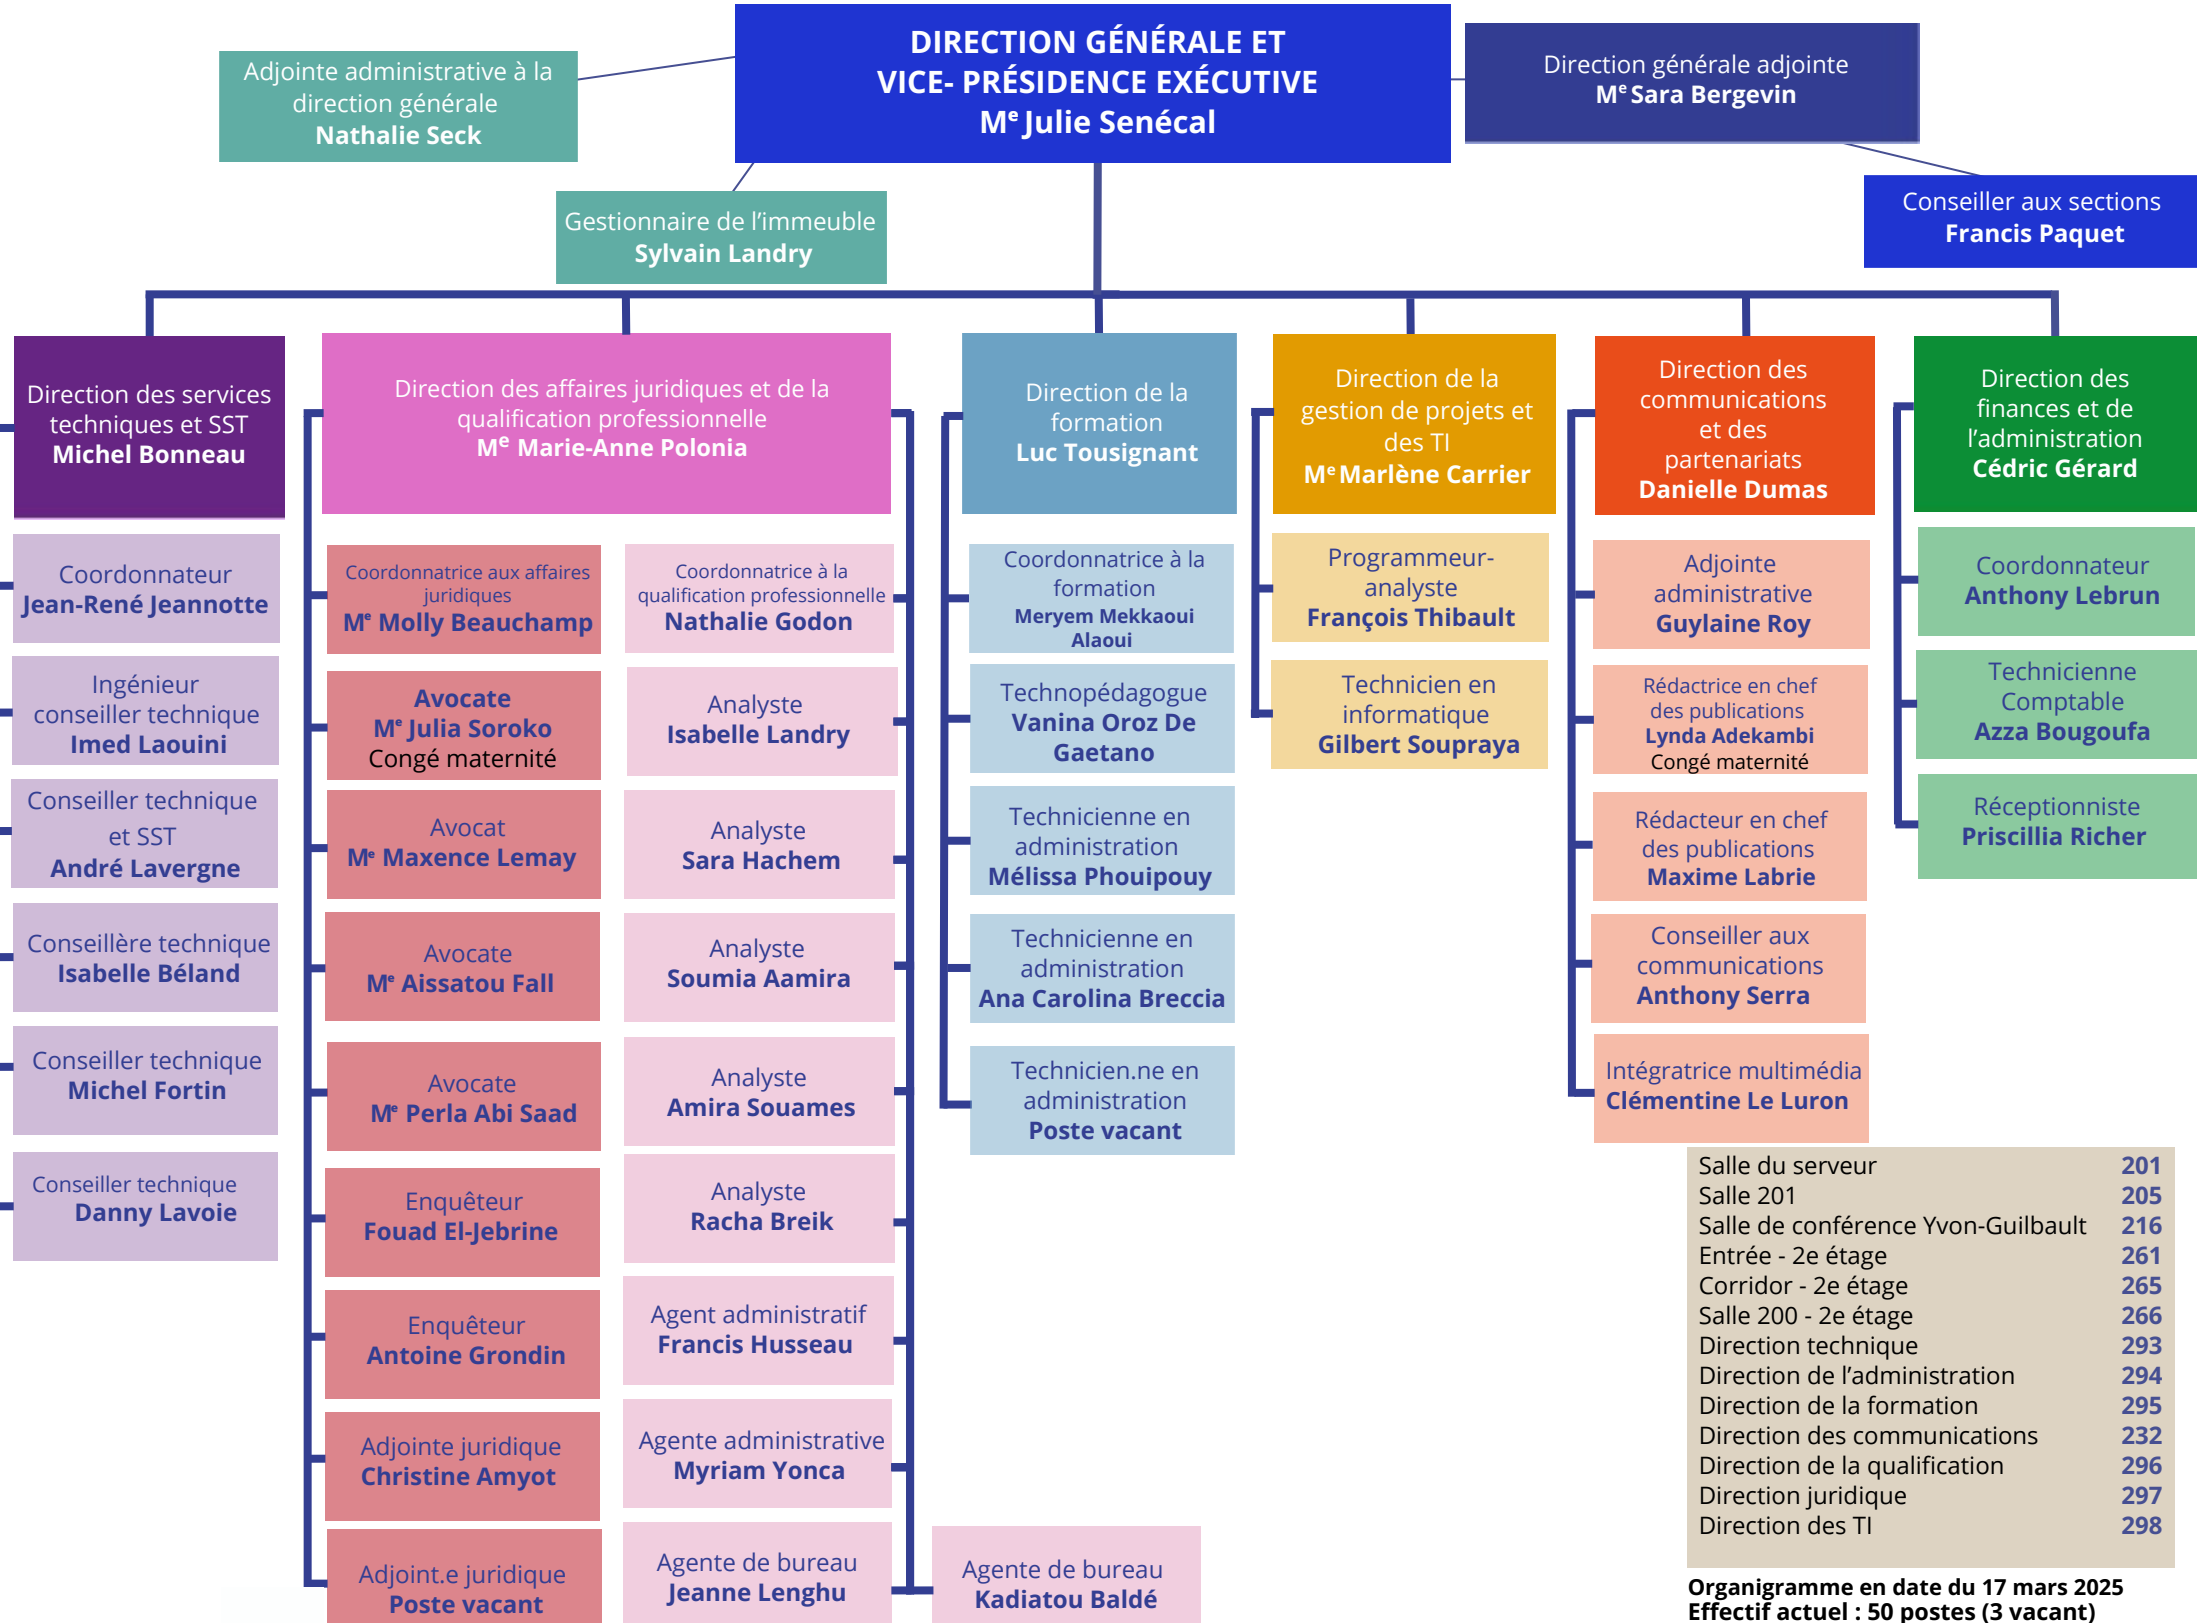 DIRECTION GÉNÉRALE ET
VICE- PRÉSIDENCE EXÉCUTIVE
Mᵉ Julie Senécal
Adjointe administrative à la
direction générale
Nathalie Seck
Direction générale adjointe
Mᵉ Sara Bergevin
Gestionnaire de l'immeuble
Sylvain Landry
Conseiller aux sections
Francis Paquet
Direction des services
techniques et SST
Michel Bonneau
Coordonnateur
Jean-René Jeannotte
Ingénieur
conseiller technique
Imed Laouini
Conseiller technique
et SST
André Lavergne
Conseillère technique
Isabelle Béland
Conseiller technique
Michel Fortin
Conseiller technique
Danny Lavoie
Direction des affaires juridiques et de la
qualification professionnelle
Mᵉ Marie-Anne Polonia
Coordonnatrice aux affaires
juridiques
Mᵉ Molly Beauchamp
Avocate
Mᵉ Julia Soroko
Congé maternité
Avocat
Mᵉ Maxence Lemay
Avocate
Mᵉ Aissatou Fall
Avocate
Mᵉ Perla Abi Saad
Enquêteur
Fouad El-Jebrine
Enquêteur
Antoine Grondin
Adjointe juridique
Christine Amyot
Adjoint.e juridique
Poste vacant
Coordonnatrice à la
qualification professionnelle
Nathalie Godon
Analyste
Isabelle Landry
Analyste
Sara Hachem
Analyste
Soumia Aamira
Analyste
Amira Souames
Analyste
Racha Breik
Agent administratif
Francis Husseau
Agente administrative
Myriam Yonca
Agente de bureau
Jeanne Lenghu
Agente de bureau
Kadiatou Baldé
Direction de la
formation
Luc Tousignant
Coordonnatrice à la
formation
Meryem Mekkaoui
Alaoui
Technopédagogue
Vanina Oroz De
Gaetano
Technicienne en
administration
Mélissa Phouipouy
Technicienne en
administration
Ana Carolina Breccia
Technicien.ne en
administration
Poste vacant
Direction de la
gestion de projets et
des TI
Mᵉ Marlène Carrier
Programmeur-
analyste
François Thibault
Technicien en
informatique
Gilbert Soupraya
Direction des
communications
et des
partenariats
Danielle Dumas
Adjointe
administrative
Guylaine Roy
Rédactrice en chef
des publications
Lynda Adekambi
Congé maternité
Rédacteur en chef
des publications
Maxime Labrie
Conseiller aux
communications
Anthony Serra
Intégratrice multimédia
Clémentine Le Luron
Direction des
finances et de
l'administration
Cédric Gérard
Coordonnateur
Anthony Lebrun
Technicienne
Comptable
Azza Bougoufa
Réceptionniste
Priscillia Richer
Salle du serveur 201
Salle 201 205
Salle de conférence Yvon-Guilbault 216
Entrée - 2e étage 261
Corridor - 2e étage 265
Salle 200 - 2e étage 266
Direction technique 293
Direction de l'administration 294
Direction de la formation 295
Direction des communications 232
Direction de la qualification 296
Direction juridique 297
Direction des TI 298
Organigramme en date du 17 mars 2025
Effectif actuel : 50 postes (3 vacant)